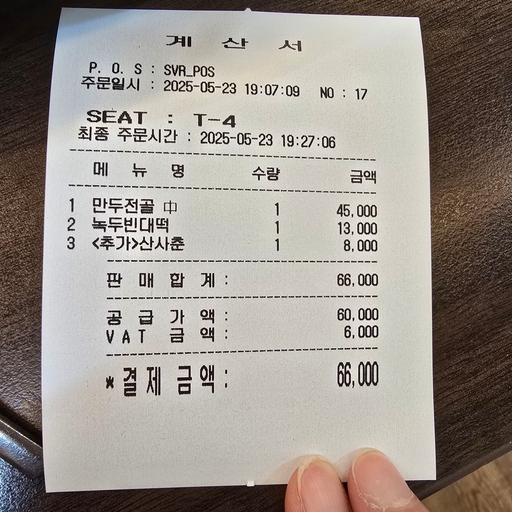 계 산 서
P. O. S : SVR_POS
주문일시 : 2025-05-23 19:07:09 NO : 17
SEAT : T-4
최종 주문시간 : 2025-05-23 19:27:06
메 뉴 명 수량 금액
1 만두전골 中 1 45,000
2 녹두빈대떡 1 13,000
3 <추가>산사춘 1 8,000
판 매 합 계 : 66,000
공 급 가 액 : 60,000
V A T 금 액 : 6,000
*결 제 금 액 : 66,000